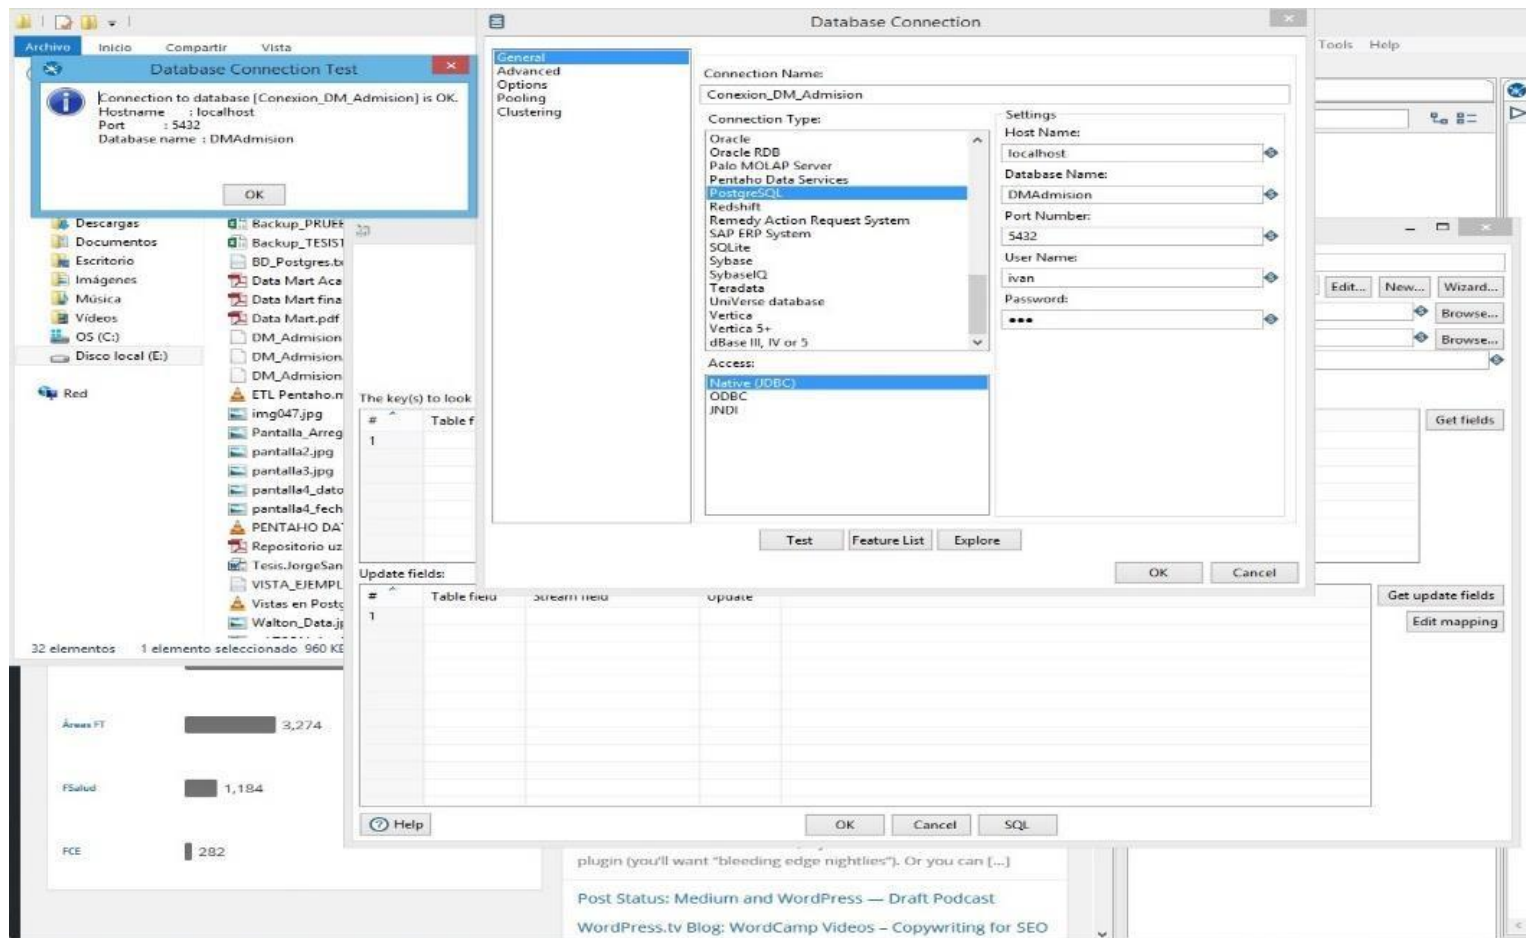 Database Connection
Archivo Inicio Compartir Vista
Tools Help
Database Connection Test
Connection to database [Conexion_DM_Admision] is OK.
Hostname : localhost
Port : 5432
Database name : DMAdmision
OK
General
Advanced
Options
Pooling
Clustering
Connection Name:
Conexion_DM_Admision
Connection Type:
Oracle
Oracle RDB
Palo MOLAP Server
Pentaho Data Services
PostgreSQL
Redshift
Remedy Action Request System
SAP ERP System
SQLite
Sybase
SybaseIQ
Teradata
UniVerse database
Vertica
Vertica 5+
dBase III, IV or 5
Access:
Native (JDBC)
ODBC
JNDI
Settings
Host Name:
localhost
Database Name:
DMAdmision
Port Number:
5432
User Name:
ivan
Password:
●●●
Test Feature List Explore
OK Cancel
Descargas
Documentos
Escritorio
Imágenes
Música
Vídeos
OS (C:)
Disco local (E:)
Red
Backup_PRUEE
Backup_TESIS
BD_Postgres.tx
Data Mart Aca
Data Mart fina
Data Mart.pdf
DM_Admision
DM_Admision
DM_Admision
ETL Pentaho.m
img047.jpg
Pantalla_Arreg
pantalla2.jpg
pantalla3.jpg
pantalla4_dato
pantalla4_fech
PENTAHO DAT
Repositorio uz
Tesis.JorgeSan
VISTA_EJEMPL
Vistas en Postg
Walton_Data.jp
32 elementos 1 elemento seleccionado 960 KB
Edit... New... Wizard...
Browse...
Browse...
The key(s) to look
# Table f
1
Get fields
Update fields:
# Table field Stream field Update
1
Get update fields
Edit mapping
Help
OK Cancel SQL
Áreas FT 3,274
FSalud 1,184
FCE 282
plugin (you'll want "bleeding edge nightlies"). Or you can [...]
Post Status: Medium and WordPress — Draft Podcast
WordPress.tv Blog: WordCamp Videos – Copywriting for SEO